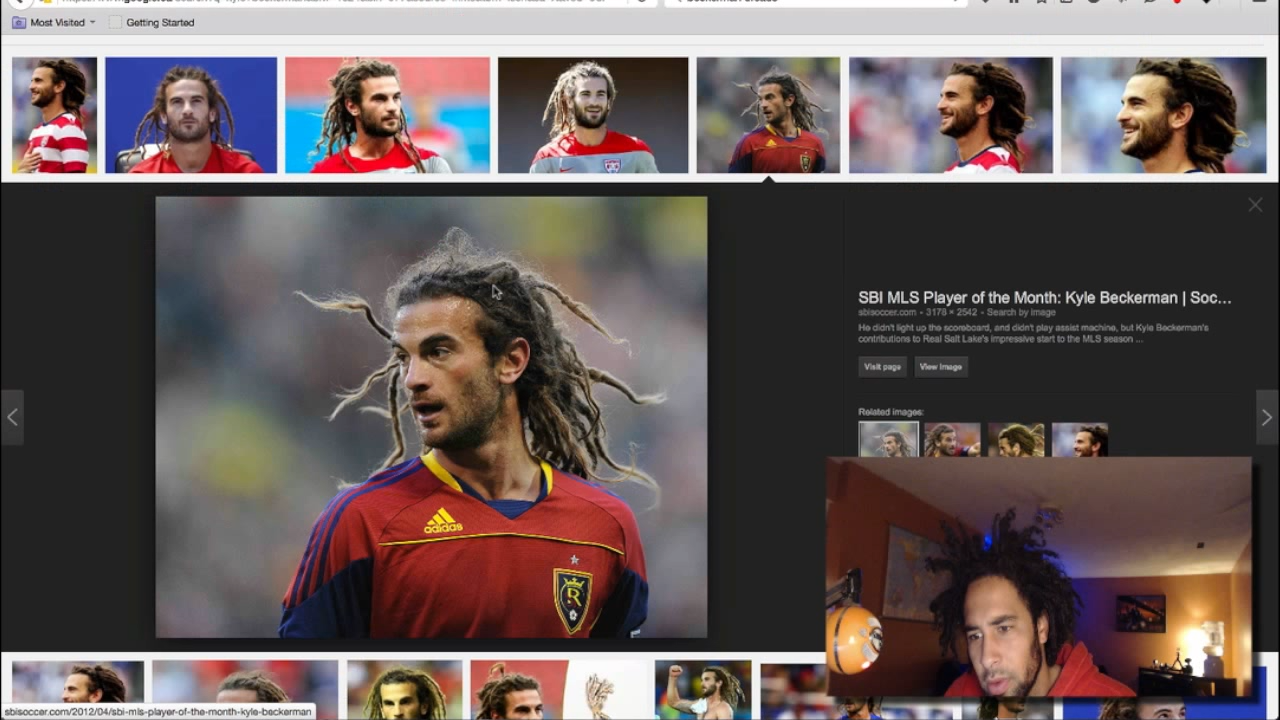 Most Visited
Getting Started
SBI MLS Player of the Month: Kyle Beckerman | Soc...
sbisoccer.com • 3178 × 2542 • Search by image
He didn't light up the scoreboard, and didn't play assist machine, but Kyle Beckerman's
contributions to Real Salt Lake's impressive start to the MLS season ...
Visit page
View image
Related images:
adidas
sbisoccer.com/2012/04/sbi-mls-player-of-the-month-kyle-beckerman